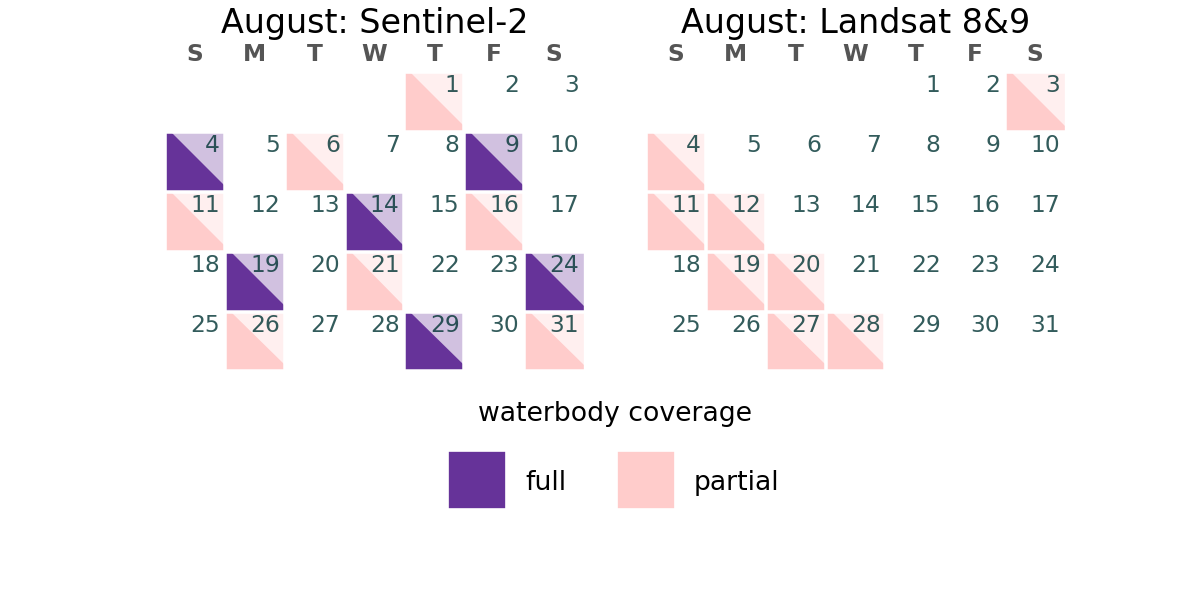 August: Sentinel-2
S M T W T F S
1 2 3
4 5 6 7 8 9 10
11 12 13 14 15 16 17
18 19 20 21 22 23 24
25 26 27 28 29 30 31
August: Landsat 8&9
S M T W T F S
1 2 3
4 5 6 7 8 9 10
11 12 13 14 15 16 17
18 19 20 21 22 23 24
25 26 27 28 29 30 31
waterbody coverage
full
partial